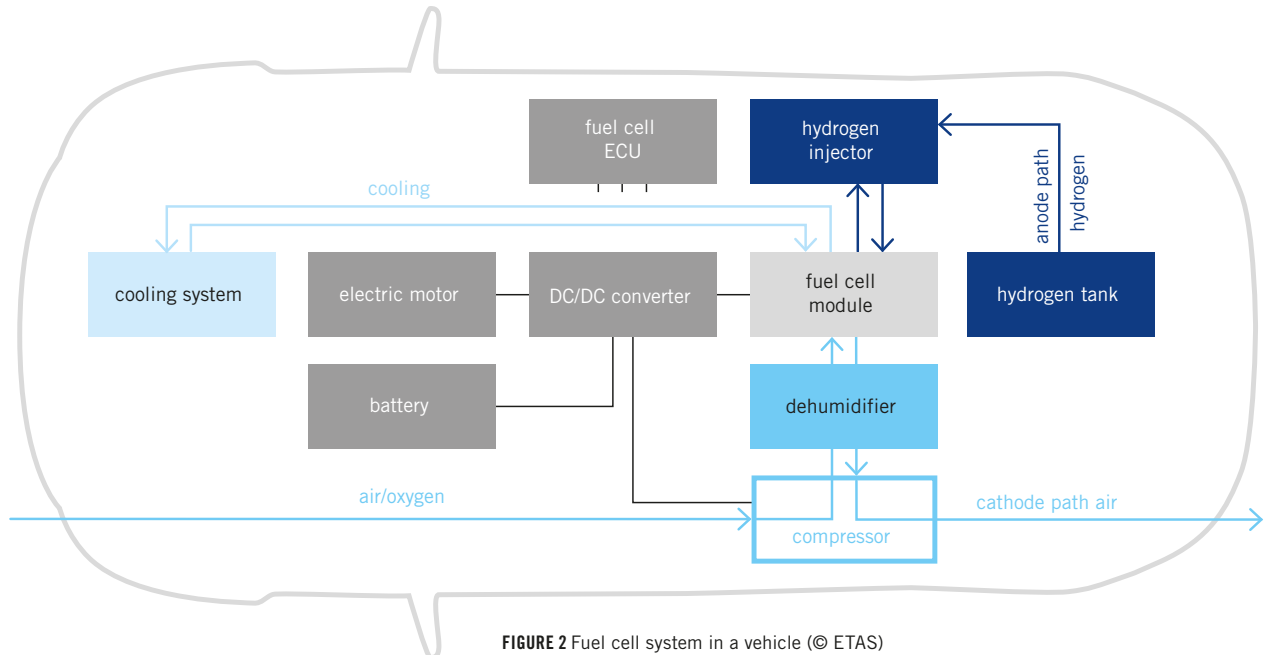 fuel cell
ECU
hydrogen
injector
cooling
anode path
hydrogen
cooling system
electric motor
DC/DC converter
fuel cell
module
hydrogen tank
battery
dehumidifier
air/oxygen
cathode path air
compressor
FIGURE 2 Fuel cell system in a vehicle (© ETAS)